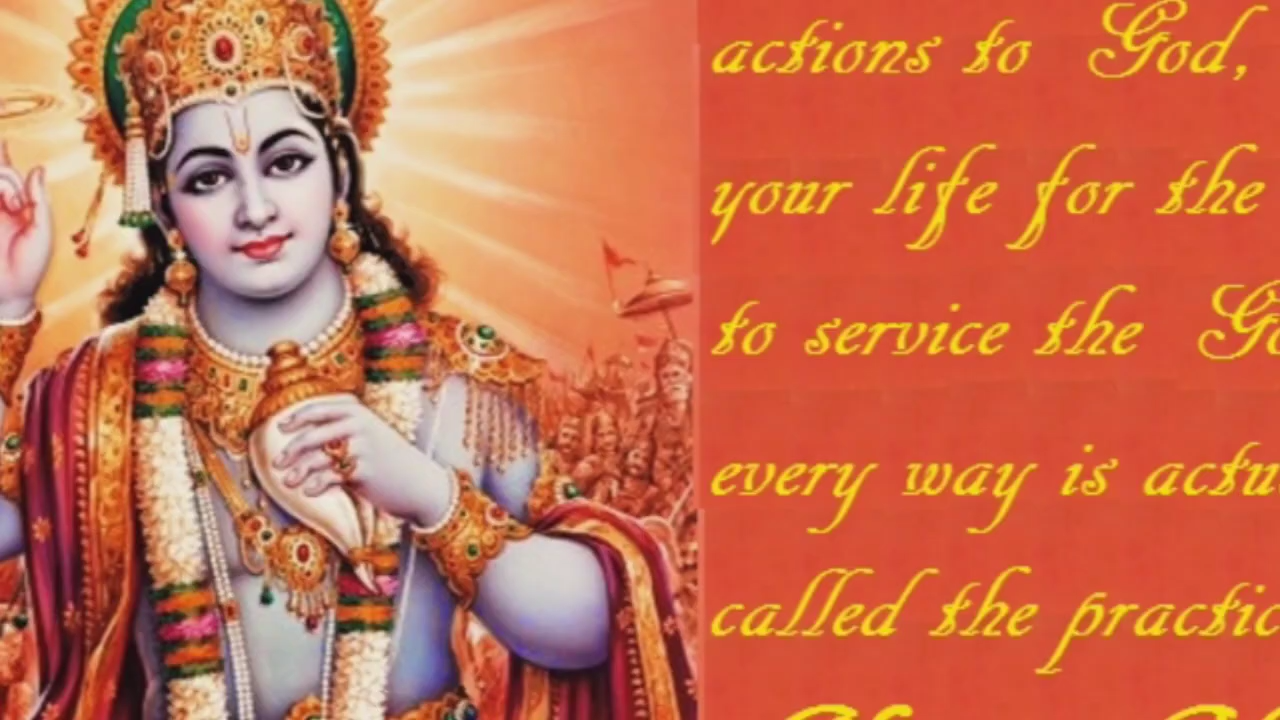 actions to God,
your life for the
to service the
every way is
called the